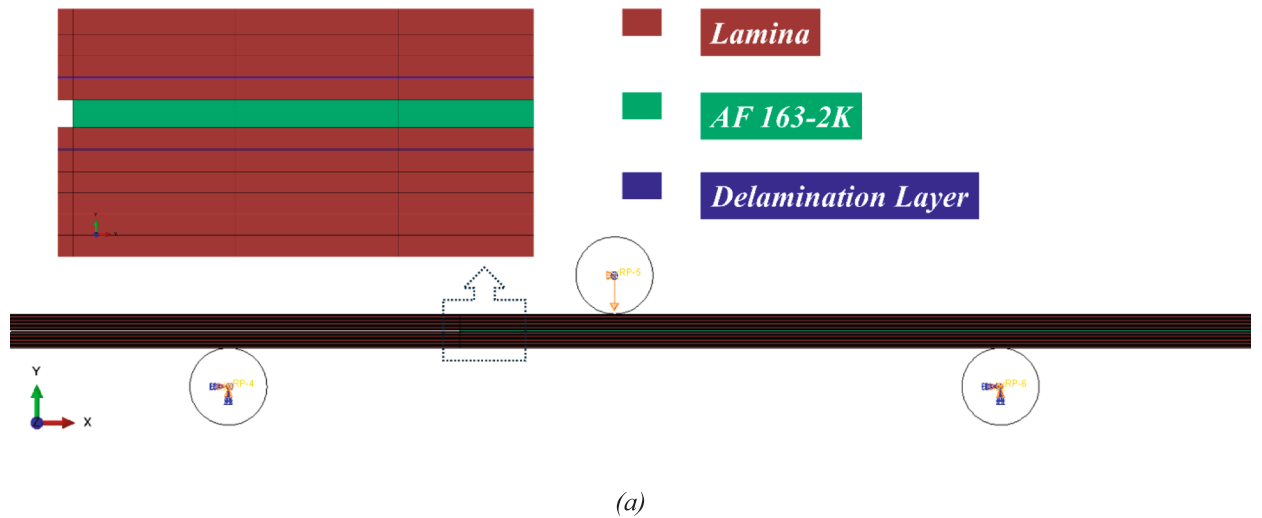 Lamina
AF 163-2K
Delamination Layer
RP-5
RP-4
RP-6
Y
X
Z
(a)